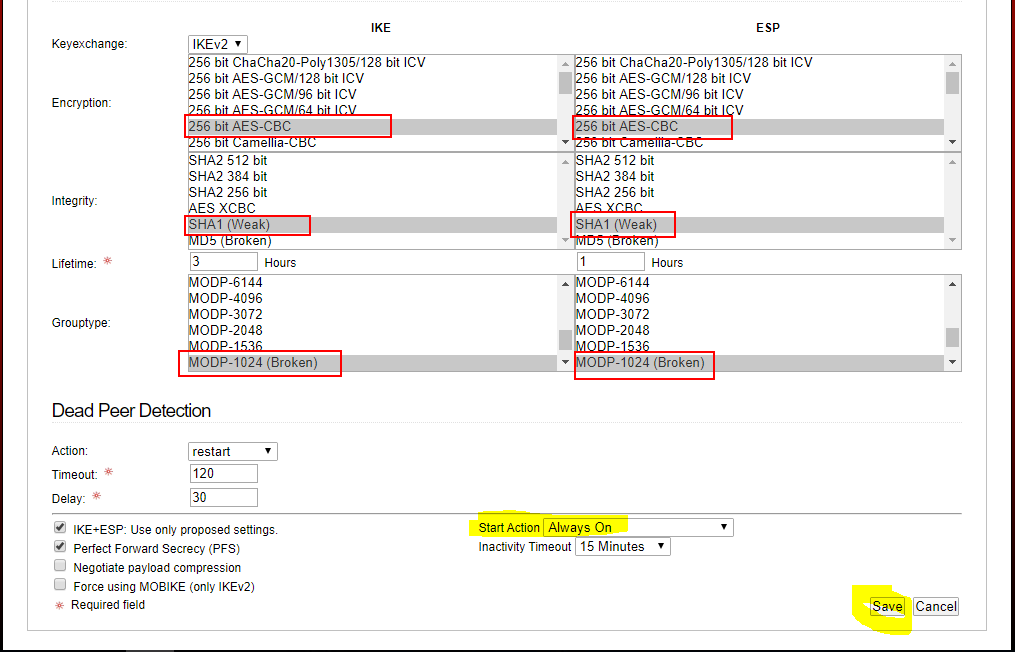 IKE ESP
Keyexchange: IKEv2
Encryption:
256 bit ChaCha20-Poly1305/128 bit ICV
256 bit AES-GCM/128 bit ICV
256 bit AES-GCM/96 bit ICV
256 bit AES-GCM/64 bit ICV
256 bit AES-CBC
256 bit Camellia-CBC
256 bit ChaCha20-Poly1305/128 bit ICV
256 bit AES-GCM/128 bit ICV
256 bit AES-GCM/96 bit ICV
256 bit AES-GCM/64 bit ICV
256 bit AES-CBC
256 bit Camellia-CBC
Integrity:
SHA2 512 bit
SHA2 384 bit
SHA2 256 bit
AES XCBC
SHA1 (Weak)
MD5 (Broken)
SHA2 512 bit
SHA2 384 bit
SHA2 256 bit
AES XCBC
SHA1 (Weak)
MD5 (Broken)
Lifetime: * 3 Hours 1 Hours
Grouptype:
MODP-6144
MODP-4096
MODP-3072
MODP-2048
MODP-1536
MODP-1024 (Broken)
MODP-6144
MODP-4096
MODP-3072
MODP-2048
MODP-1536
MODP-1024 (Broken)
Dead Peer Detection
Action: restart
Timeout: * 120
Delay: * 30
IKE+ESP: Use only proposed settings.
Perfect Forward Secrecy (PFS)
Negotiate payload compression
Force using MOBIKE (only IKEv2)
* Required field
Start Action Always On
Inactivity Timeout 15 Minutes
Save Cancel